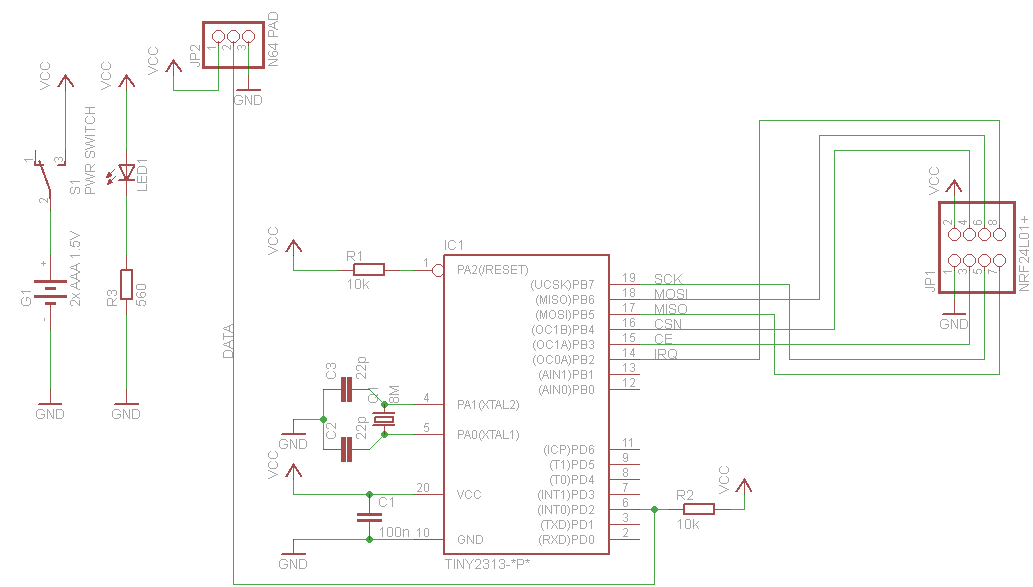 VCC
1
3
S1
PWR SWITCH
2
+
G1
2x AAA 1.5V
-
GND
VCC
LED1
R3
560
GND
VCC
JP2
1
2
3
N64 PAD
GND
DATA
VCC
R1
10k
C3
22p
8M
C2
22p
GND
VCC
C1
100n
GND
IC1
1 PA2(/RESET)
4 PA1(XTAL2)
5 PA0(XTAL1)
20 VCC
10 GND
(UCSK)PB7 19 SCK
(MISO)PB6 18 MOSI
(MOSI)PB5 17 MISO
(OC1B)PB4 16 CSN
(OC1A)PB3 15 CE
(OC0A)PB2 14 IRQ
(AIN1)PB1 13
(AIN0)PB0 12
(ICP)PD6 11
(T1)PD5 9
(T0)PD4 8
(INT1)PD3 7
(INT0)PD2 6
(TXD)PD1 3
(RXD)PD0 2
TINY2313-*P*
R2
10k
VCC
VCC
2 4 6 8
1 3 5 7
JP1
NRF24L01+
GND